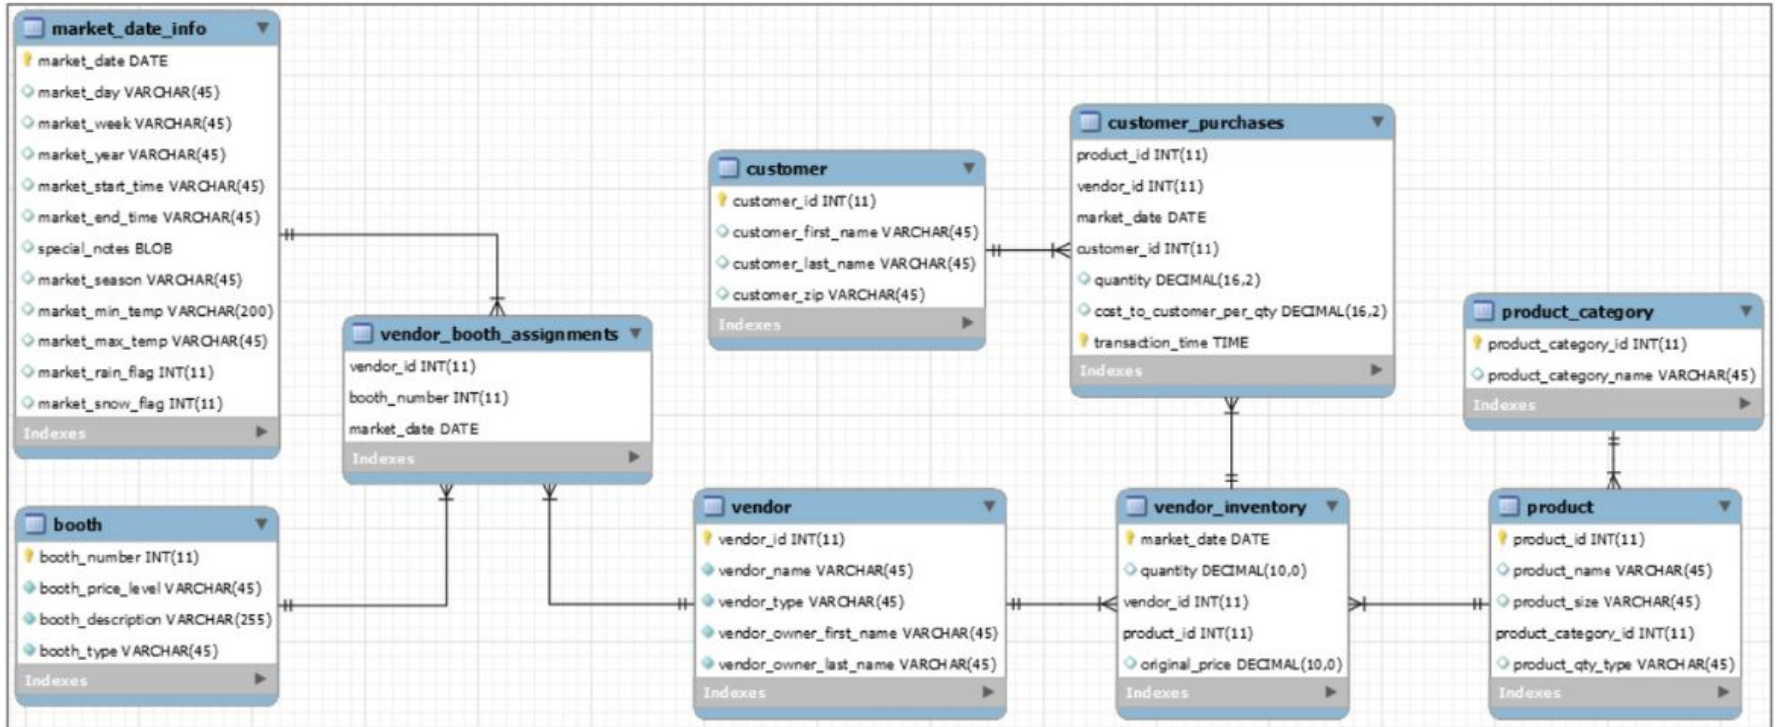 market_date_info
market_date DATE
market_day VARCHAR(45)
market_week VARCHAR(45)
market_year VARCHAR(45)
market_start_time VARCHAR(45)
market_end_time VARCHAR(45)
special_notes BLOB
market_season VARCHAR(45)
market_min_temp VARCHAR(200)
market_max_temp VARCHAR(45)
market_rain_flag INT(11)
market_snow_flag INT(11)
Indexes
booth
booth_number INT(11)
booth_price_level VARCHAR(45)
booth_description VARCHAR(255)
booth_type VARCHAR(45)
Indexes
vendor_booth_assignments
vendor_id INT(11)
booth_number INT(11)
market_date DATE
Indexes
customer
customer_id INT(11)
customer_first_name VARCHAR(45)
customer_last_name VARCHAR(45)
customer_zip VARCHAR(45)
Indexes
vendor
vendor_id INT(11)
vendor_name VARCHAR(45)
vendor_type VARCHAR(45)
vendor_owner_first_name VARCHAR(45)
vendor_owner_last_name VARCHAR(45)
Indexes
customer_purchases
product_id INT(11)
vendor_id INT(11)
market_date DATE
customer_id INT(11)
quantity DECIMAL(16,2)
cost_to_customer_per_qty DECIMAL(16,2)
transaction_time TIME
Indexes
vendor_inventory
market_date DATE
quantity DECIMAL(10,0)
vendor_id INT(11)
product_id INT(11)
original_price DECIMAL(10,0)
Indexes
product_category
product_category_id INT(11)
product_category_name VARCHAR(45)
Indexes
product
product_id INT(11)
product_name VARCHAR(45)
product_size VARCHAR(45)
product_category_id INT(11)
product_qty_type VARCHAR(45)
Indexes